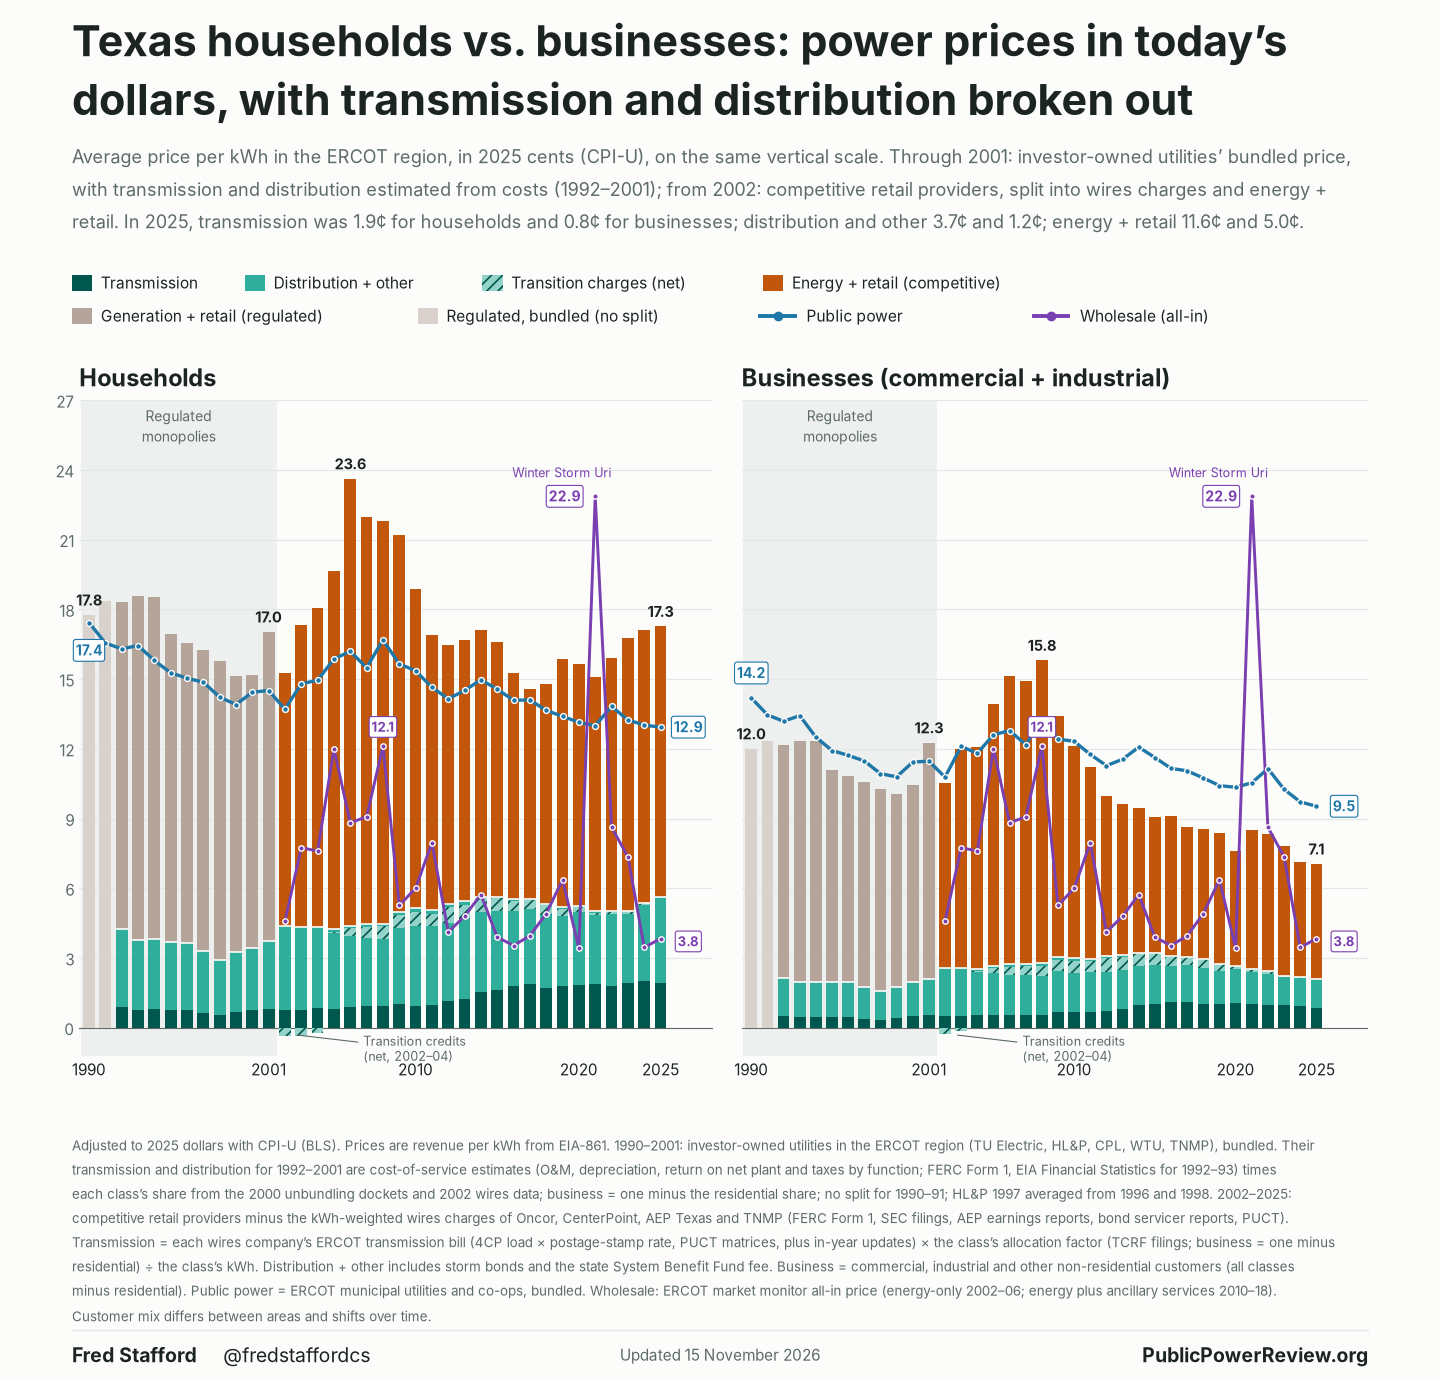 Texas households vs. businesses: power prices in today’s
dollars, with transmission and distribution broken out
Average price per kWh in the ERCOT region, in 2025 cents (CPI-U), on the same vertical scale. Through 2001: investor-owned utilities’ bundled price,
with transmission and distribution estimated from costs (1992–2001); from 2002: competitive retail providers, split into wires charges and energy +
retail. In 2025, transmission was 1.9¢ for households and 0.8¢ for businesses; distribution and other 3.7¢ and 1.2¢; energy + retail 11.6¢ and 5.0¢.
Transmission
Distribution + other
Transition charges (net)
Energy + retail (competitive)
Generation + retail (regulated)
Regulated, bundled (no split)
Public power
Wholesale (all-in)
Households
27
24
21
18
15
12
9
6
3
0
Regulated
monopolies
17.8
17.4
17.0
23.6
12.1
Winter Storm Uri
22.9
17.3
12.9
3.8
Transition credits
(net, 2002–04)
1990
2001
2010
2020
2025
Businesses (commercial + industrial)
Regulated
monopolies
14.2
12.0
12.3
15.8
12.1
Winter Storm Uri
22.9
9.5
7.1
3.8
Transition credits
(net, 2002–04)
1990
2001
2010
2020
2025
Adjusted to 2025 dollars with CPI-U (BLS). Prices are revenue per kWh from EIA-861. 1990–2001: investor-owned utilities in the ERCOT region (TU Electric, HL&P, CPL, WTU, TNMP), bundled. Their
transmission and distribution for 1992–2001 are cost-of-service estimates (O&M, depreciation, return on net plant and taxes by function; FERC Form 1, EIA Financial Statistics for 1992–93) times
each class’s share from the 2000 unbundling dockets and 2002 wires data; business = one minus the residential share; no split for 1990–91; HL&P 1997 averaged from 1996 and 1998. 2002–2025:
competitive retail providers minus the kWh-weighted wires charges of Oncor, CenterPoint, AEP Texas and TNMP (FERC Form 1, SEC filings, AEP earnings reports, bond servicer reports, PUCT).
Transmission = each wires company’s ERCOT transmission bill (4CP load × postage-stamp rate, PUCT matrices, plus in-year updates) × the class’s allocation factor (TCRF filings; business = one minus
residential) ÷ the class’s kWh. Distribution + other includes storm bonds and the state System Benefit Fund fee. Business = commercial, industrial and other non-residential customers (all classes
minus residential). Public power = ERCOT municipal utilities and co-ops, bundled. Wholesale: ERCOT market monitor all-in price (energy-only 2002–06; energy plus ancillary services 2010–18).
Customer mix differs between areas and shifts over time.
Fred Stafford
@fredstaffordcs
Updated 15 November 2026
PublicPowerReview.org